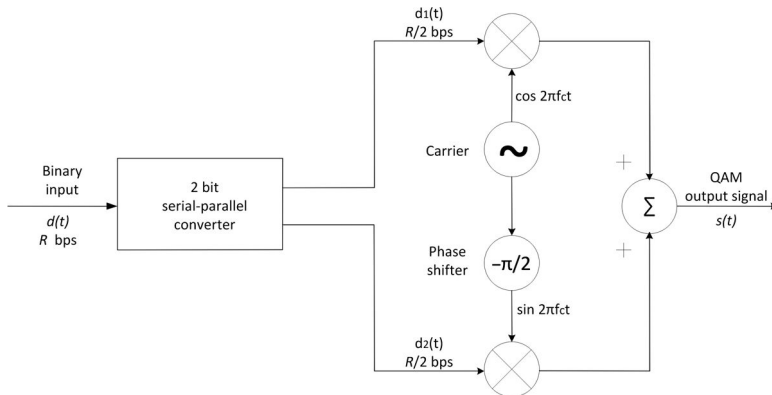 d1(t)
R/2 bps
cos 2πfct
Carrier
~
Binary
input
d(t)
R bps
2 bit
serial-parallel
converter
+
Σ
+
QAM
output signal
s(t)
Phase
shifter
−π/2
sin 2πfct
d2(t)
R/2 bps